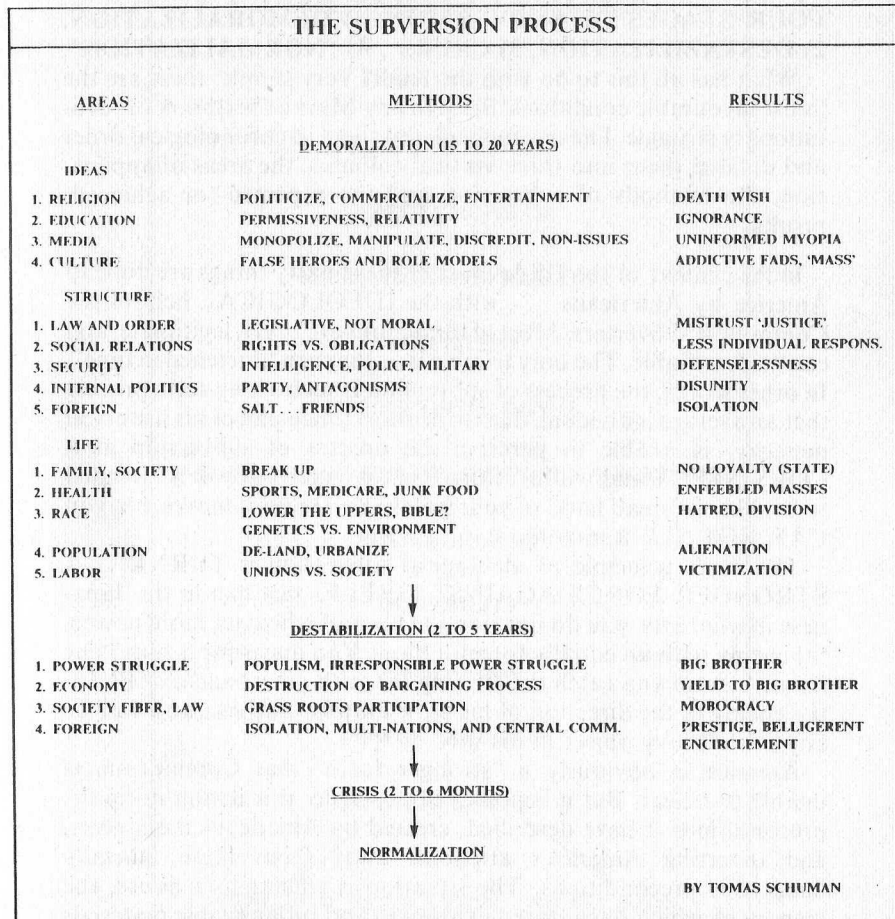 THE SUBVERSION PROCESS
AREAS METHODS RESULTS
DEMORALIZATION (15 TO 20 YEARS)
IDEAS
1. RELIGION POLITICIZE, COMMERCIALIZE, ENTERTAINMENT DEATH WISH
2. EDUCATION PERMISSIVENESS, RELATIVITY IGNORANCE
3. MEDIA MONOPOLIZE, MANIPULATE, DISCREDIT, NON-ISSUES UNINFORMED MYOPIA
4. CULTURE FALSE HEROES AND ROLE MODELS ADDICTIVE FADS, ‘MASS’
STRUCTURE
1. LAW AND ORDER LEGISLATIVE, NOT MORAL MISTRUST ‘JUSTICE’
2. SOCIAL RELATIONS RIGHTS VS. OBLIGATIONS LESS INDIVIDUAL RESPONS.
3. SECURITY INTELLIGENCE, POLICE, MILITARY DEFENSELESSNESS
4. INTERNAL POLITICS PARTY, ANTAGONISMS DISUNITY
5. FOREIGN SALT...FRIENDS ISOLATION
LIFE
1. FAMILY, SOCIETY BREAK UP NO LOYALTY (STATE)
2. HEALTH SPORTS, MEDICARE, JUNK FOOD ENFEEBLED MASSES
3. RACE LOWER THE UPPERS, BIBLE? HATRED, DIVISION
GENETICS VS. ENVIRONMENT
4. POPULATION DE-LAND, URBANIZE ALIENATION
5. LABOR UNIONS VS. SOCIETY VICTIMIZATION
DESTABILIZATION (2 TO 5 YEARS)
1. POWER STRUGGLE POPULISM, IRRESPONSIBLE POWER STRUGGLE BIG BROTHER
2. ECONOMY DESTRUCTION OF BARGAINING PROCESS YIELD TO BIG BROTHER
3. SOCIETY FIBER, LAW GRASS ROOTS PARTICIPATION MOBOCRACY
4. FOREIGN ISOLATION, MULTI-NATIONS, AND CENTRAL COMM. PRESTIGE, BELLIGERENT
ENCIRCLEMENT
CRISIS (2 TO 6 MONTHS)
NORMALIZATION
BY TOMAS SCHUMAN